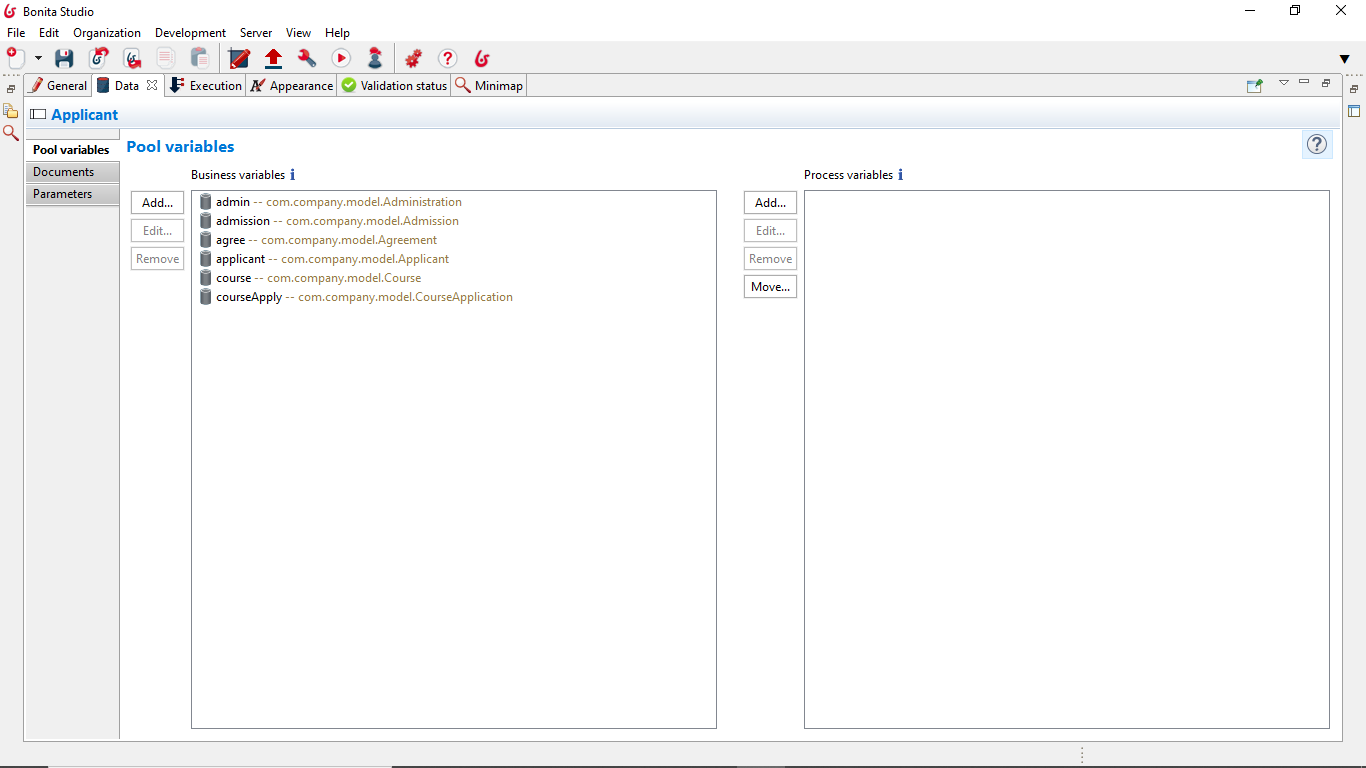 Bonita Studio
File Edit Organization Development Server View Help
General Data Execution Appearance Validation status Minimap
Applicant
Pool variables
Documents
Parameters
Pool variables
Business variables
Add...
Edit...
Remove
admin -- com.company.model.Administration
admission -- com.company.model.Admission
agree -- com.company.model.Agreement
applicant -- com.company.model.Applicant
course -- com.company.model.Course
courseApply -- com.company.model.CourseApplication
Process variables
Add...
Edit...
Remove
Move...